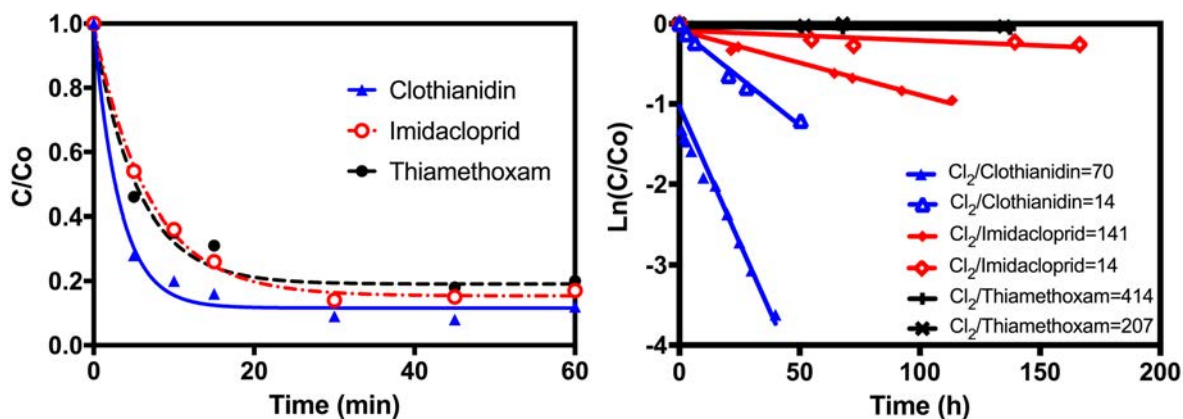 C/Co
1.0
0.8
0.6
0.4
0.2
0.0
Clothianidin
Imidacloprid
Thiamethoxam
0
20
40
60
Time (min)
Ln(C/Co)
-0
-1
-2
-3
-4
Cl₂/Clothianidin=70
Cl₂/Clothianidin=14
Cl₂/Imidacloprid=141
Cl₂/Imidacloprid=14
Cl₂/Thiamethoxam=414
Cl₂/Thiamethoxam=207
0
50
100
150
200
Time (h)